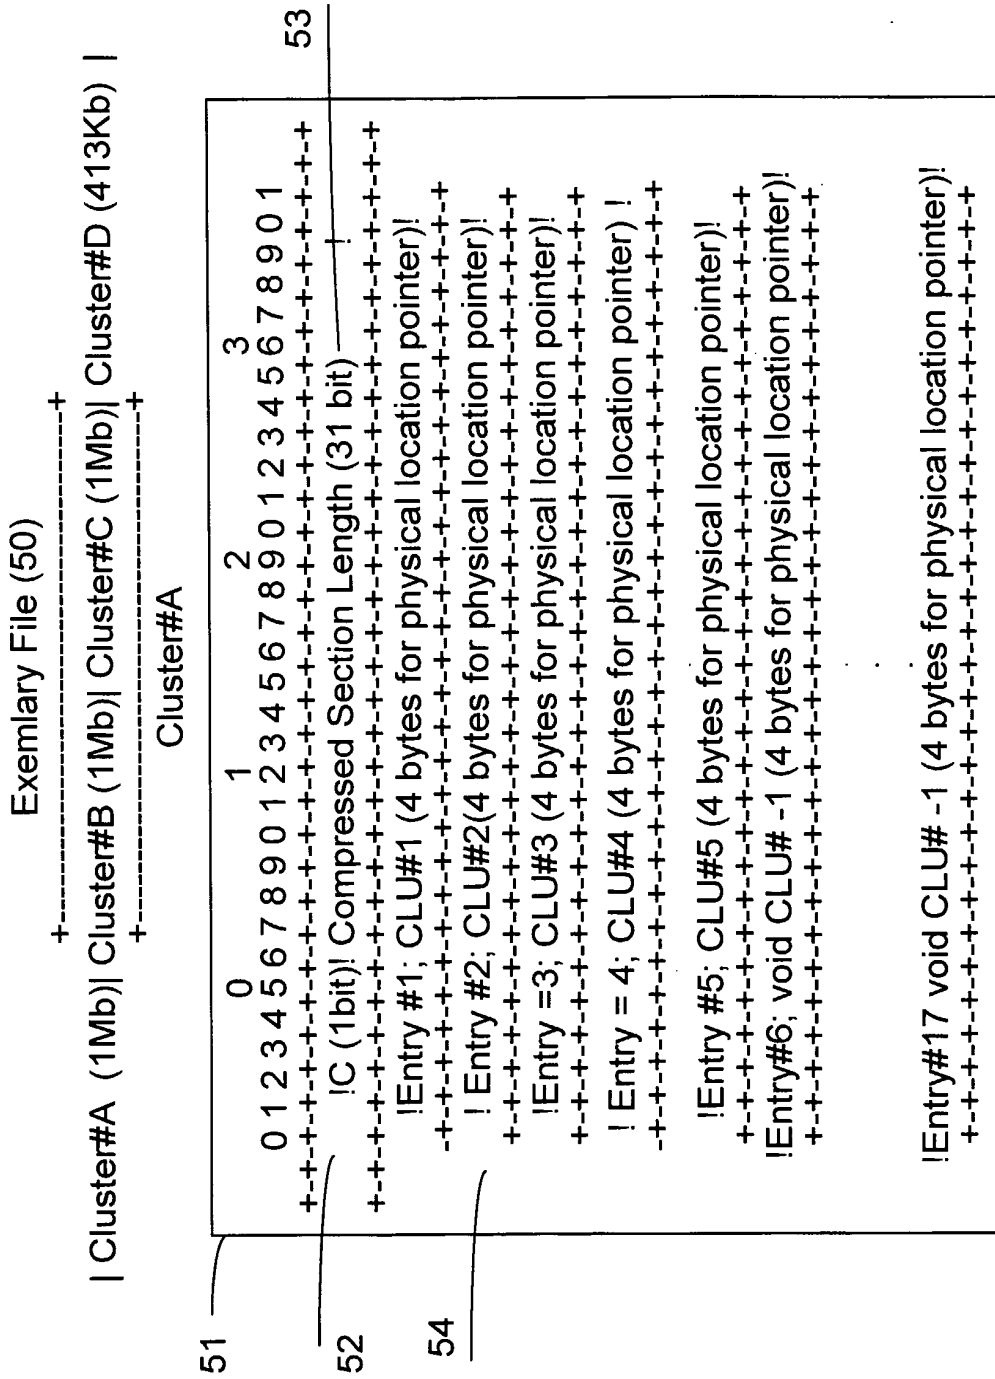 Exemlary File (50)
+-----------------------------------+
| Cluster#A (1Mb)| Cluster#B (1Mb)| Cluster#C (1Mb)| Cluster#D (413Kb) |
+-----------------------------------+
Cluster#A
51
0 1 2 3
0 1 2 3 4 5 6 7 8 9 0 1 2 3 4 5 6 7 8 9 0 1 2 3 4 5 6 7 8 9 0 1
+-+-+-+-+-+-+-+-+-+-+-+-+-+-+-+-+-+-+-+-+-+-+-+-+-+-+-+-+-+-+-+-+
52
!C (1bit)! Compressed Section Length (31 bit) !
53
+-+-+-+-+-+-+-+-+-+-+-+-+-+-+-+-+-+-+-+-+-+-+-+-+-+-+-+-+-+-+-+-+
!Entry #1; CLU#1 (4 bytes for physical location pointer)!
-+-+-+-+-+-+-+-+-+-+-+-+-+-+-+-+-+-+-+-+-+-+-+-+-+-+-+-+
54
! Entry #2; CLU#2(4 bytes for physical location pointer)!
+-+-+-+-+-+-+-+-+-+-+-+-+-+-+-+-+-+-+-+-+-+-+-+-+-+-+-+-+
!Entry =3; CLU#3 (4 bytes for physical location pointer)!
+-+-+-+-+-+-+-+-+-+-+-+-+-+-+-+-+-+-+-+-+-+-+-+-+-+-+-+-+
! Entry = 4; CLU#4 (4 bytes for physical location pointer) !
-+-+-+-+-+-+-+-+-+-+-+-+-+-+-+-+-+-+-+-+-+-+-+-+-+-+-+-+
!Entry #5; CLU#5 (4 bytes for physical location pointer)!
+-+-+-+-+-+-+-+-+-+-+-+-+-+-+-+-+-+-+-+-+-+-+-+-+-+-+-+-+
!Entry#6; void CLU# -1 (4 bytes for physical location pointer)!
+-+-+-+-+-+-+-+-+-+-+-+-+-+-+-+-+-+-+-+-+-+-+-+-+-+-+-+-+
. . .
!Entry#17 void CLU# -1 (4 bytes for physical location pointer)!
+-+-+-+-+-+-+-+-+-+-+-+-+-+-+-+-+-+-+-+-+-+-+-+-+-+-+-+-+